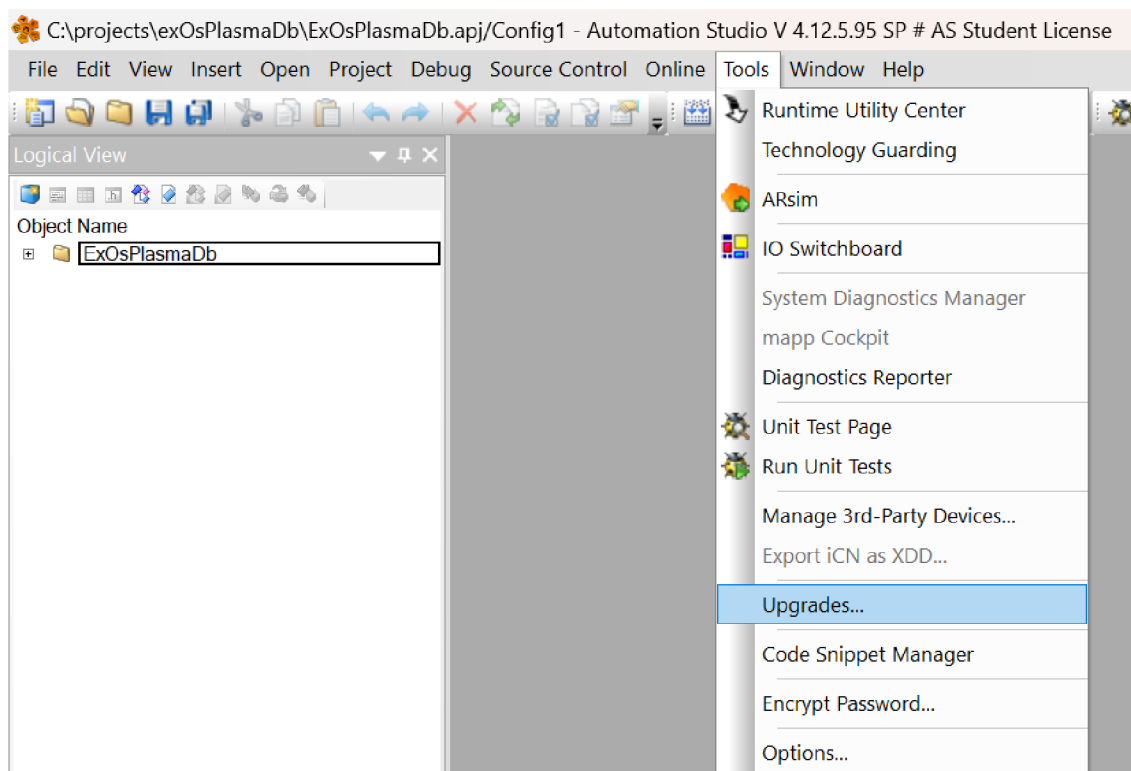 C:\projects\exOsPlasmaDb\ExOsPlasmaDb.apj/Config1 - Automation Studio V 4.12.5.95 SP # AS Student License
File Edit View Insert Open Project Debug Source Control Online Tools Window Help
Logical View
Object Name
ExOsPlasmaDb
Runtime Utility Center
Technology Guarding
ARsim
IO Switchboard
System Diagnostics Manager
mapp Cockpit
Diagnostics Reporter
Unit Test Page
Run Unit Tests
Manage 3rd-Party Devices...
Export iCN as XDD...
Upgrades...
Code Snippet Manager
Encrypt Password...
Options...